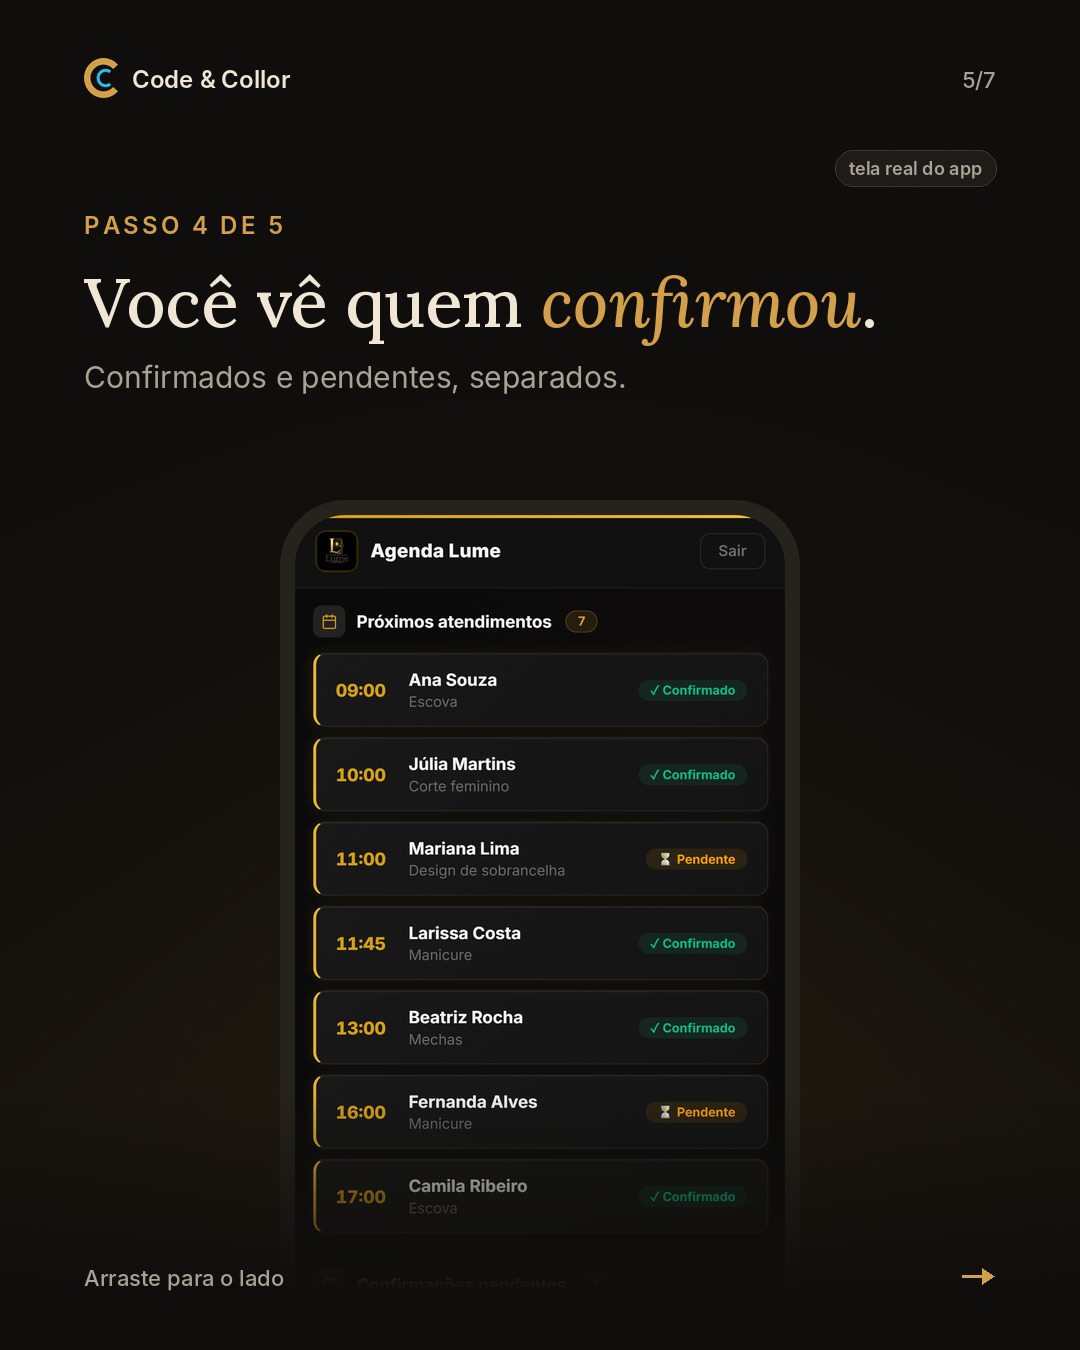 Code & Collor
5/7
tela real do app
PASSO 4 DE 5
Você vê quem confirmou.
Confirmados e pendentes, separados.
Lume
Agenda Lume
Sair
Próximos atendimentos 7
09:00 Ana Souza
Escova
✓ Confirmado
10:00 Júlia Martins
Corte feminino
✓ Confirmado
11:00 Mariana Lima
Design de sobrancelha
⏳ Pendente
11:45 Larissa Costa
Manicure
✓ Confirmado
13:00 Beatriz Rocha
Mechas
✓ Confirmado
16:00 Fernanda Alves
Manicure
⏳ Pendente
17:00 Camila Ribeiro
Escova
✓ Confirmado
Confirmações pendentes
Arraste para o lado